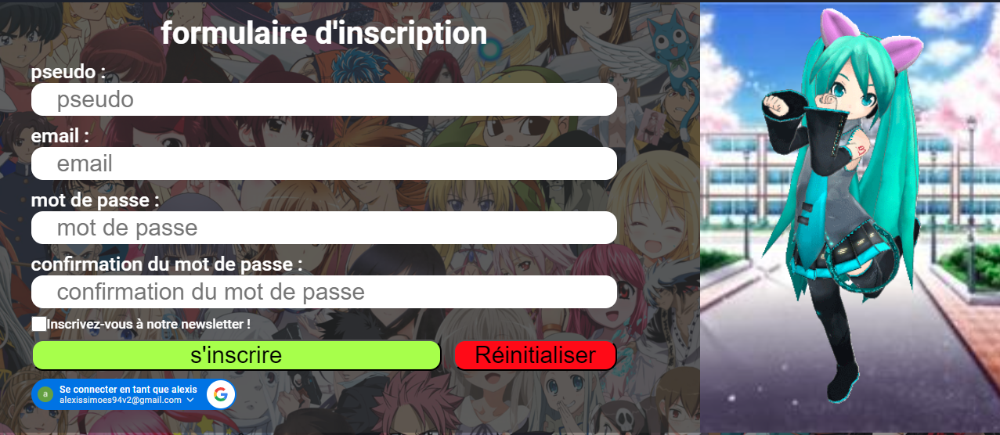 formulaire d'inscription
pseudo :
pseudo
email :
email
mot de passe :
mot de passe
confirmation du mot de passe :
confirmation du mot de passe
Inscrivez-vous à notre newsletter !
s'inscrire
Réinitialiser
a
Se connecter en tant que alexis
alexissimoes94v2@gmail.com
G